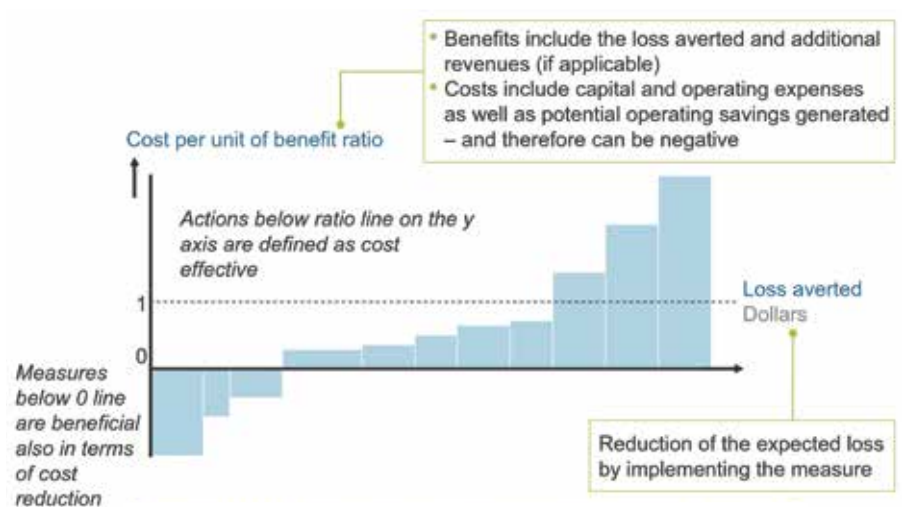 • Benefits include the loss averted and additional
revenues (if applicable)
• Costs include capital and operating expenses
as well as potential operating savings generated
– and therefore can be negative
Cost per unit of benefit ratio
Actions below ratio line on the y
axis are defined as cost
effective
1
Loss averted
Dollars
0
Measures
below 0 line
are beneficial
also in terms
of cost
reduction
Reduction of the expected loss
by implementing the measure